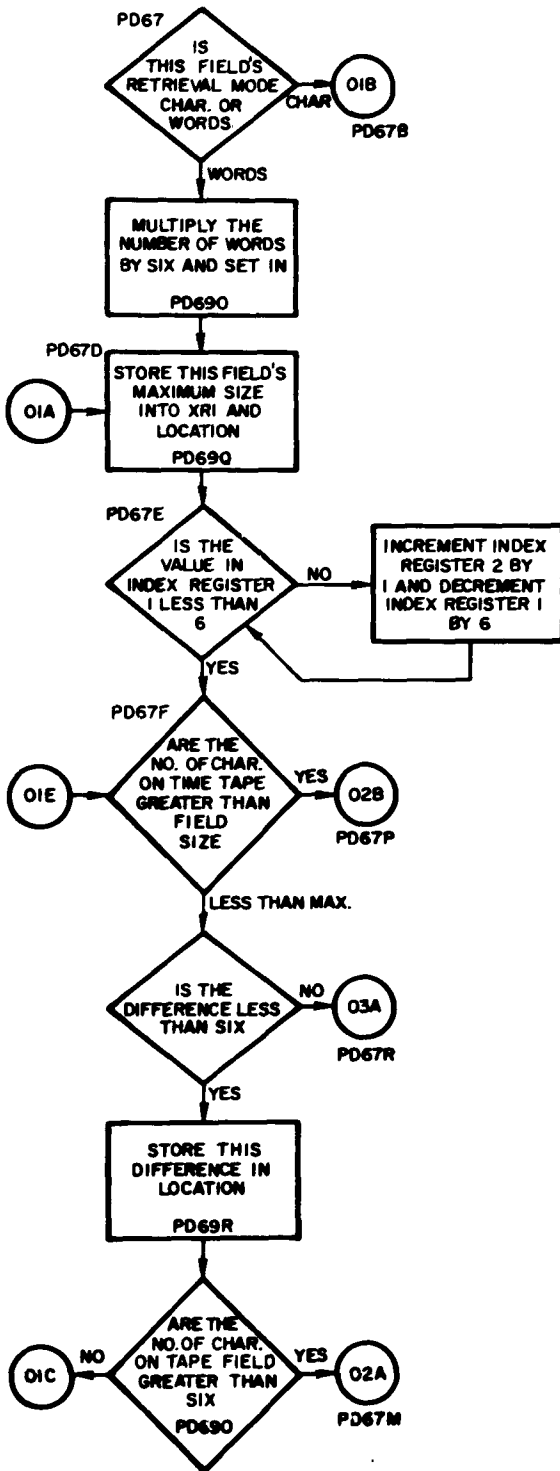 PD67
IS
THIS FIELD'S
RETRIEVAL MODE
CHAR. OR
WORDS
CHAR
01B
PD67B
WORDS
MULTIPLY THE
NUMBER OF WORDS
BY SIX AND SET IN
PD690
PD67D
STORE THIS FIELD'S
MAXIMUM SIZE
INTO XR1 AND
LOCATION
PD69Q
01A
PD67E
IS THE
VALUE IN
INDEX REGISTER
1 LESS THAN
6
NO
INCREMENT INDEX
REGISTER 2 BY
1 AND DECREMENT
INDEX REGISTER 1
BY 6
YES
PD67F
ARE THE
NO. OF CHAR.
ON TIME TAPE
GREATER THAN
FIELD
SIZE
01E
YES
02B
PD67P
LESS THAN MAX.
IS THE
DIFFERENCE LESS
THAN SIX
NO
03A
PD67R
YES
STORE THIS
DIFFERENCE IN
LOCATION
PD69R
ARE THE
NO. OF CHAR.
ON TAPE FIELD
GREATER THAN
SIX
PD690
NO
01C
YES
02A
PD67M